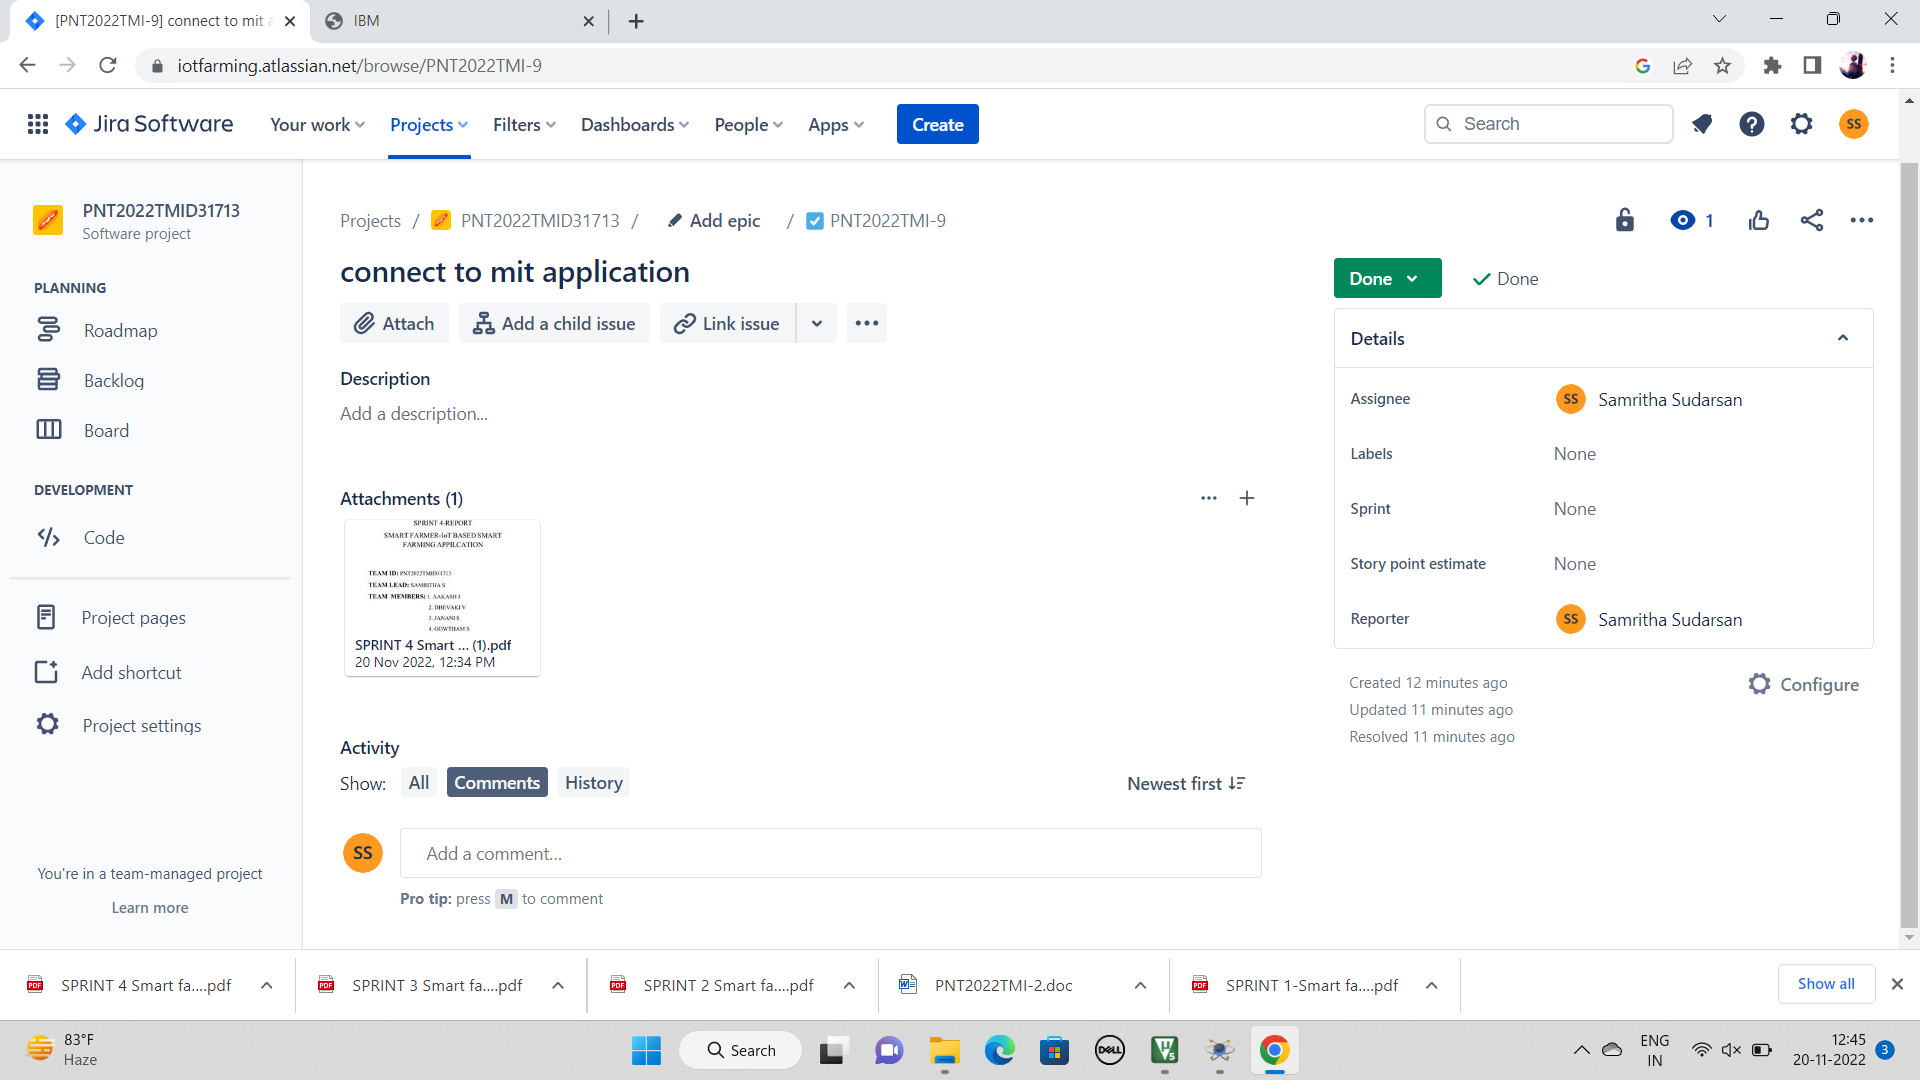 [PNT2022TMI-9] connect to mit a
IBM
iotfarming.atlassian.net/browse/PNT2022TMI-9
Jira Software
Your work
Projects
Filters
Dashboards
People
Apps
Create
Search
SS
PNT2022TMID31713
Software project
PLANNING
Roadmap
Backlog
Board
DEVELOPMENT
Code
Project pages
Add shortcut
Project settings
You're in a team-managed project
Learn more
Projects / PNT2022TMID31713 / Add epic / PNT2022TMI-9
1
connect to mit application
Attach
Add a child issue
Link issue
Description
Add a description...
Attachments (1)
SPRINT 4-REPORT
SMART FARMER-IoT BASED SMART
FARMING APPILCATION
TEAM ID: PNT2022TMID31713
TEAM LEAD: SAMRITHA S
TEAM MEMBERS: 1. AAKASH J
2. DHEVAKI V
3. JANANI S
4. GOWTHAM S
SPRINT 4 Smart ... (1).pdf
20 Nov 2022, 12:34 PM
Activity
Show:
All
Comments
History
Newest first
SS
Add a comment...
Pro tip: press M to comment
Done
Done
Details
Assignee
SS
Samritha Sudarsan
Labels
None
Sprint
None
Story point estimate
None
Reporter
SS
Samritha Sudarsan
Created 12 minutes ago
Updated 11 minutes ago
Resolved 11 minutes ago
Configure
SPRINT 4 Smart fa....pdf
SPRINT 3 Smart fa....pdf
SPRINT 2 Smart fa....pdf
PNT2022TMI-2.doc
SPRINT 1-Smart fa....pdf
Show all
83°F
Haze
Search
DELL
ENG
IN
12:45
20-11-2022
3